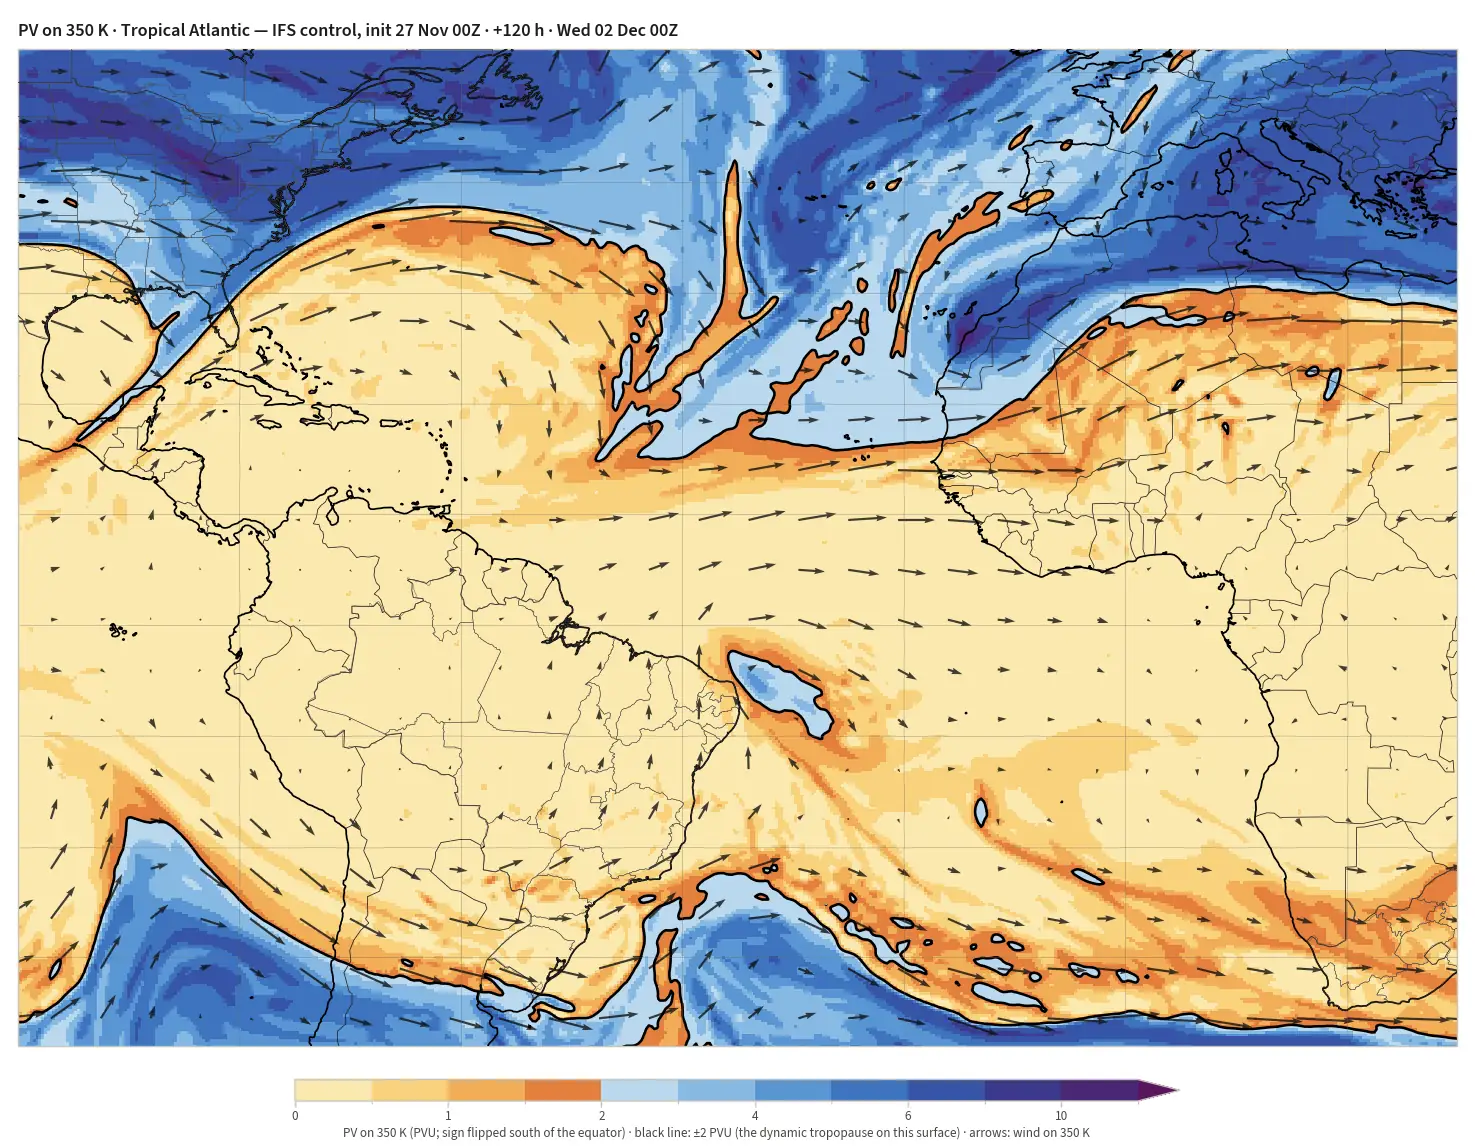 PV on 350 K · Tropical Atlantic — IFS control, init 27 Nov 00Z · +120 h · Wed 02 Dec 00Z
0 1 2 4 6 10
PV on 350 K (PVU; sign flipped south of the equator) · black line: ±2 PVU (the dynamic tropopause on this surface) · arrows: wind on 350 K